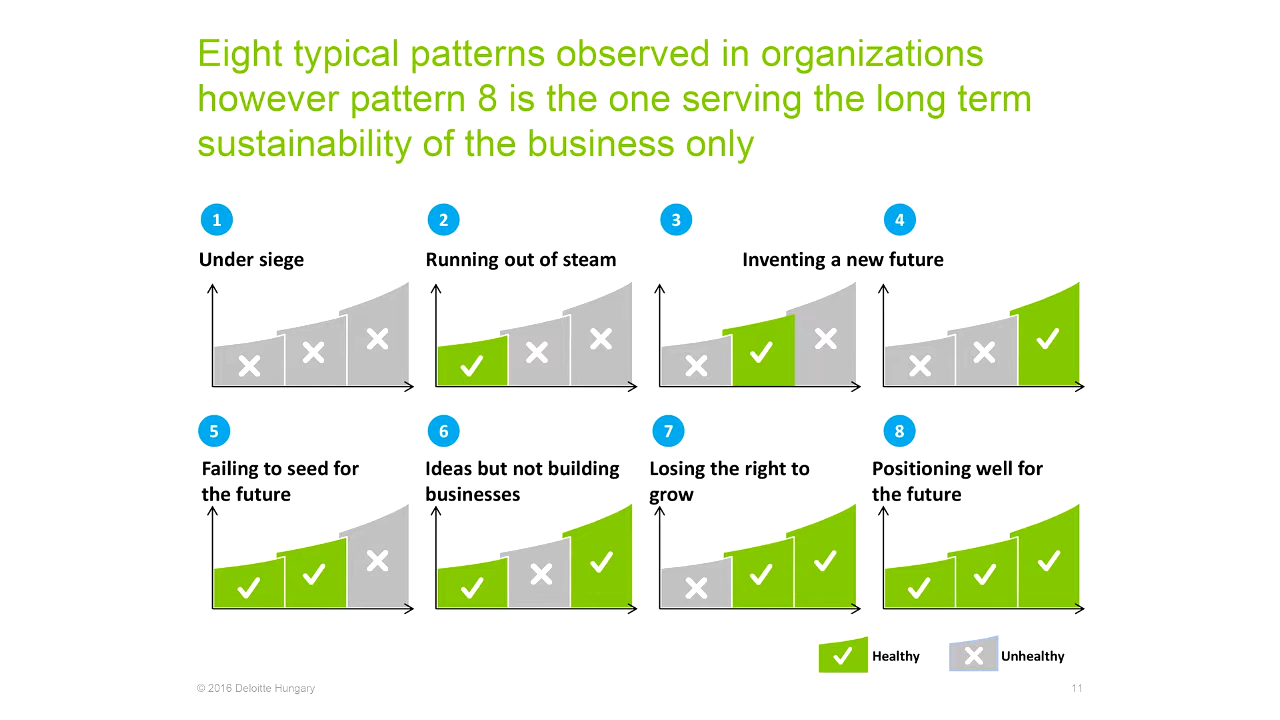 Eight typical patterns observed in organizations
however pattern 8 is the one serving the long term
sustainability of the business only
1
2
3
4
Under siege
Running out of steam
Inventing a new future
5
6
7
8
Failing to seed for
the future
Ideas but not building
businesses
Losing the right to
grow
Positioning well for
the future
Healthy
Unhealthy
© 2016 Deloitte Hungary
11